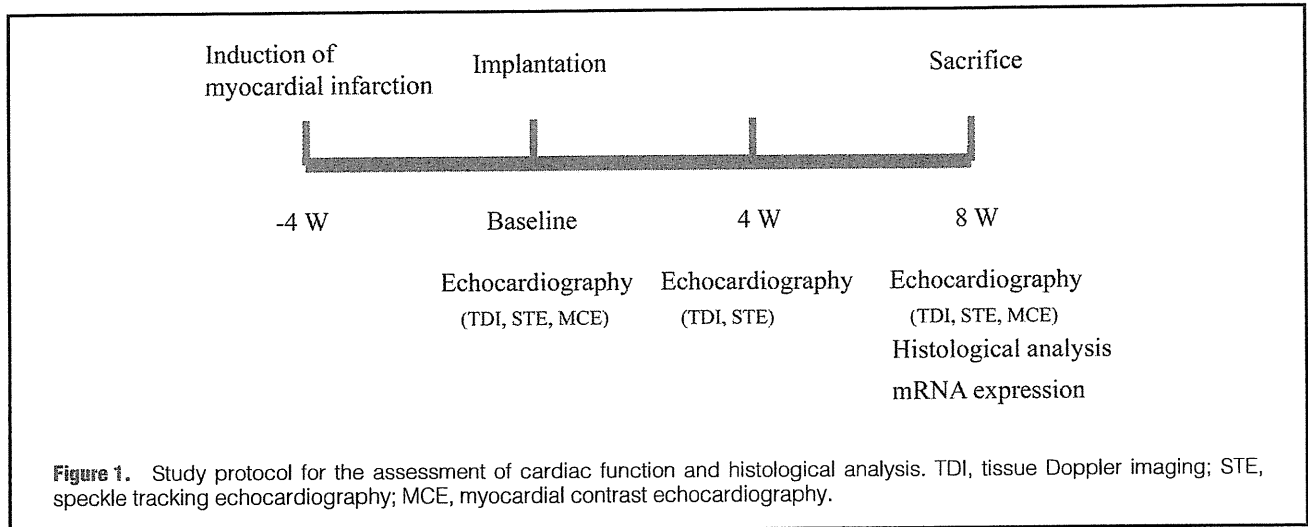 Induction of
myocardial infarction
Implantation
Sacrifice
-4 W
Baseline
4 W
8 W
Echocardiography
Echocardiography
Echocardiography
(TDI, STE, MCE)
(TDI, STE)
(TDI, STE, MCE)
Histological analysis
mRNA expression
Figure 1. Study protocol for the assessment of cardiac function and histological analysis. TDI, tissue Doppler imaging; STE,
speckle tracking echocardiography; MCE, myocardial contrast echocardiography.